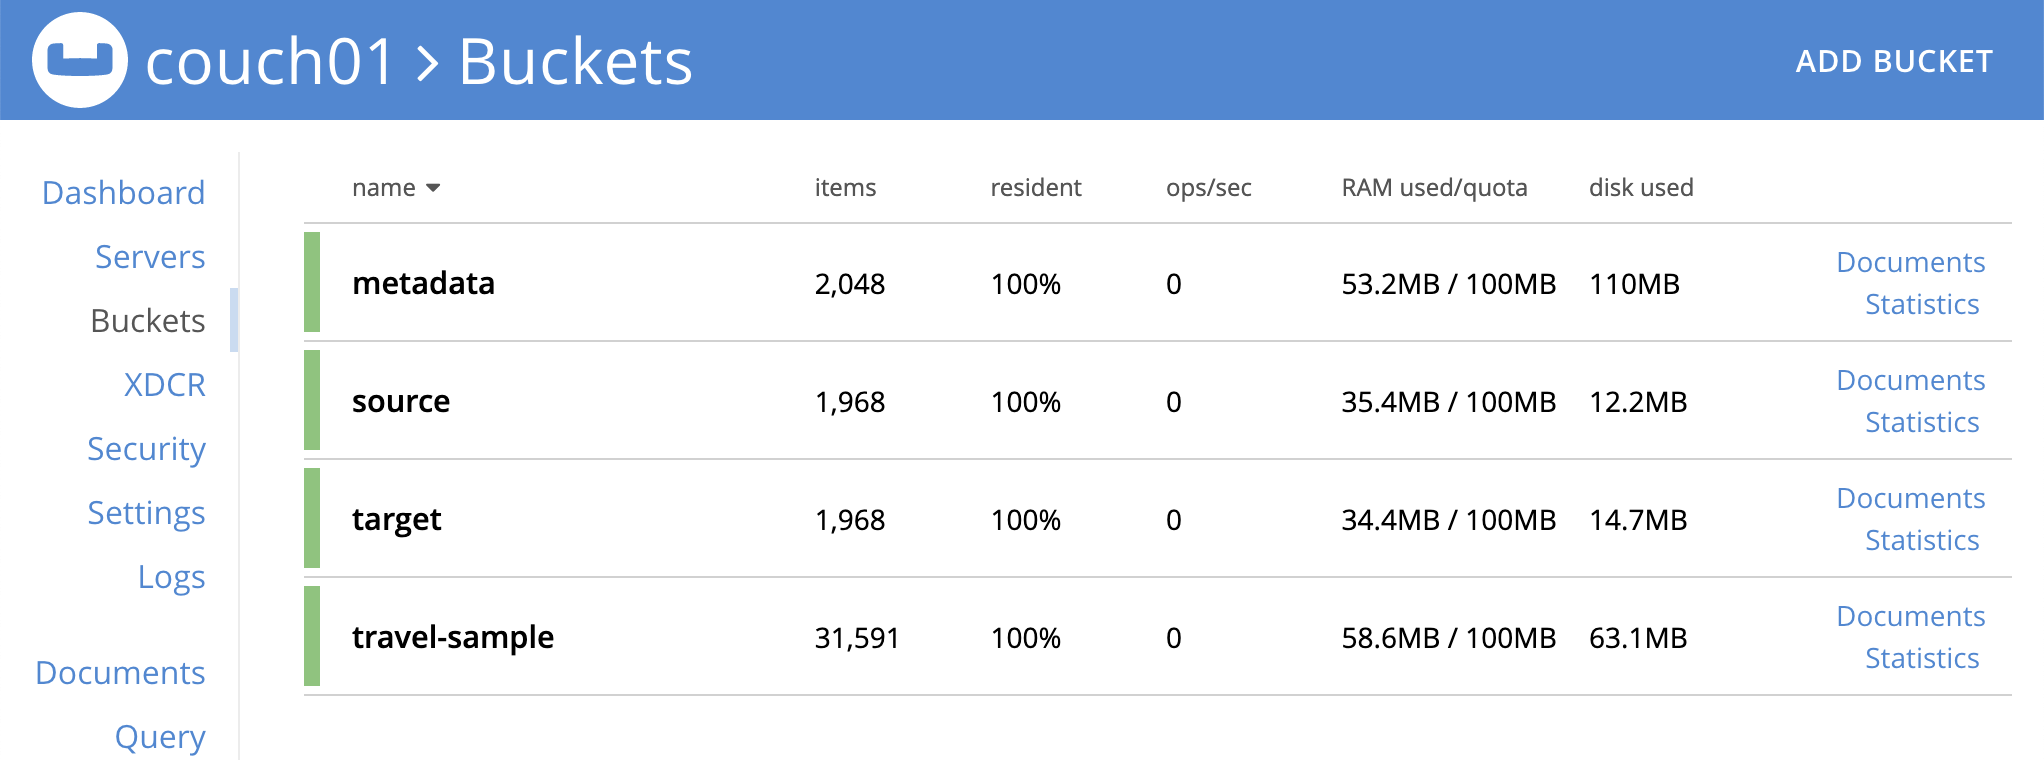 couch01 > Buckets
ADD BUCKET
Dashboard
Servers
Buckets
XDCR
Security
Settings
Logs
Documents
Query
name items resident ops/sec RAM used/quota disk used
metadata 2,048 100% 0 53.2MB / 100MB 110MB Documents
Statistics
source 1,968 100% 0 35.4MB / 100MB 12.2MB Documents
Statistics
target 1,968 100% 0 34.4MB / 100MB 14.7MB Documents
Statistics
travel-sample 31,591 100% 0 58.6MB / 100MB 63.1MB Documents
Statistics